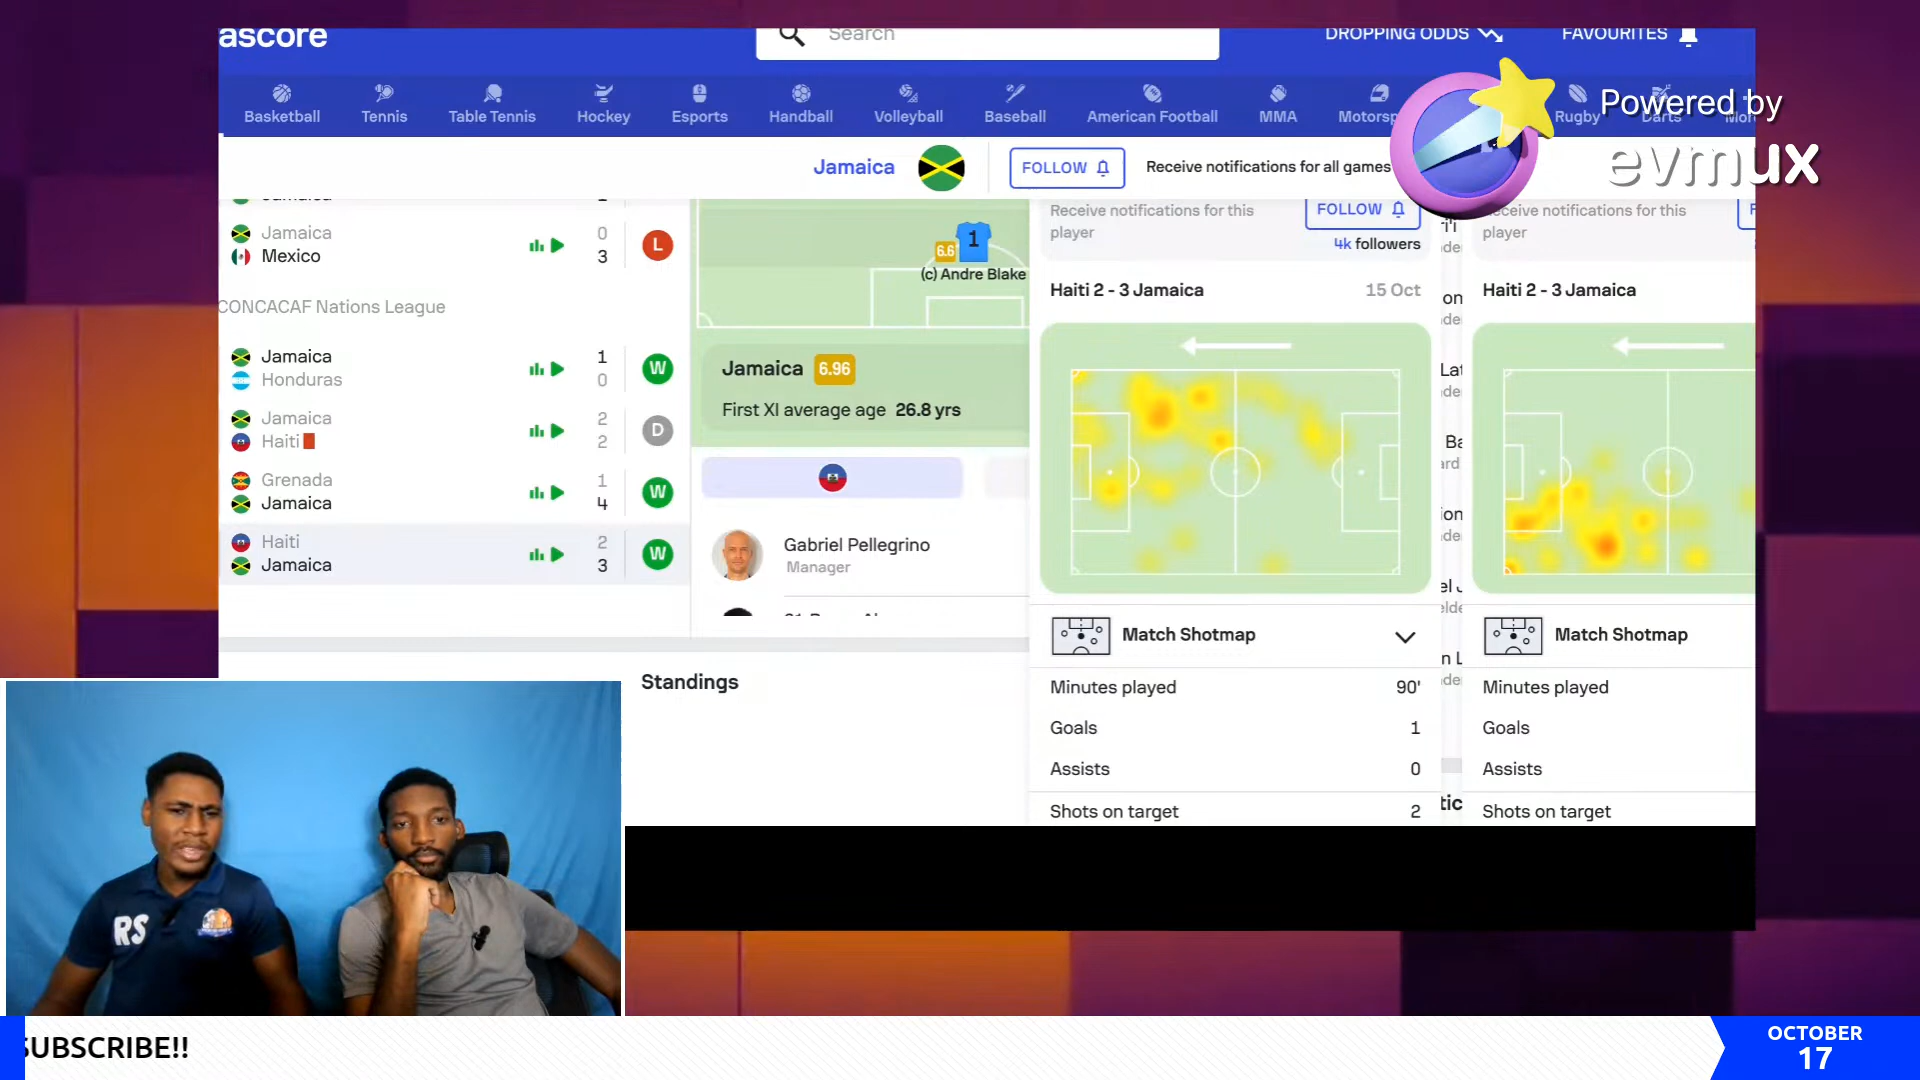 ascore
Search
DROPPING ODDS
FAVOURITES
Basketball
Tennis
Table Tennis
Hockey
Esports
Handball
Volleyball
Baseball
American Football
MMA
Motorsp
Rugby
Darts
Powered by
evmux
Jamaica
FOLLOW
Receive notifications for all games
Jamaica 0
Mexico 3
L
CONCACAF Nations League
Jamaica 1
Honduras 0
W
Jamaica 2
Haiti 2
D
Grenada 1
Jamaica 4
W
Haiti 2
Jamaica 3
W
1
6.6
(c) Andre Blake
Jamaica 6.96
First XI average age 26.8 yrs
Gabriel Pellegrino
Manager
Standings
Receive notifications for this
player
FOLLOW
4k followers
Haiti 2 - 3 Jamaica
15 Oct
Match Shotmap
Minutes played 90'
Goals 1
Assists 0
Shots on target 2
Receive notifications for this
player
Haiti 2 - 3 Jamaica
Match Shotmap
Minutes played
Goals
Assists
Shots on target
RS
SUBSCRIBE!!
OCTOBER
17